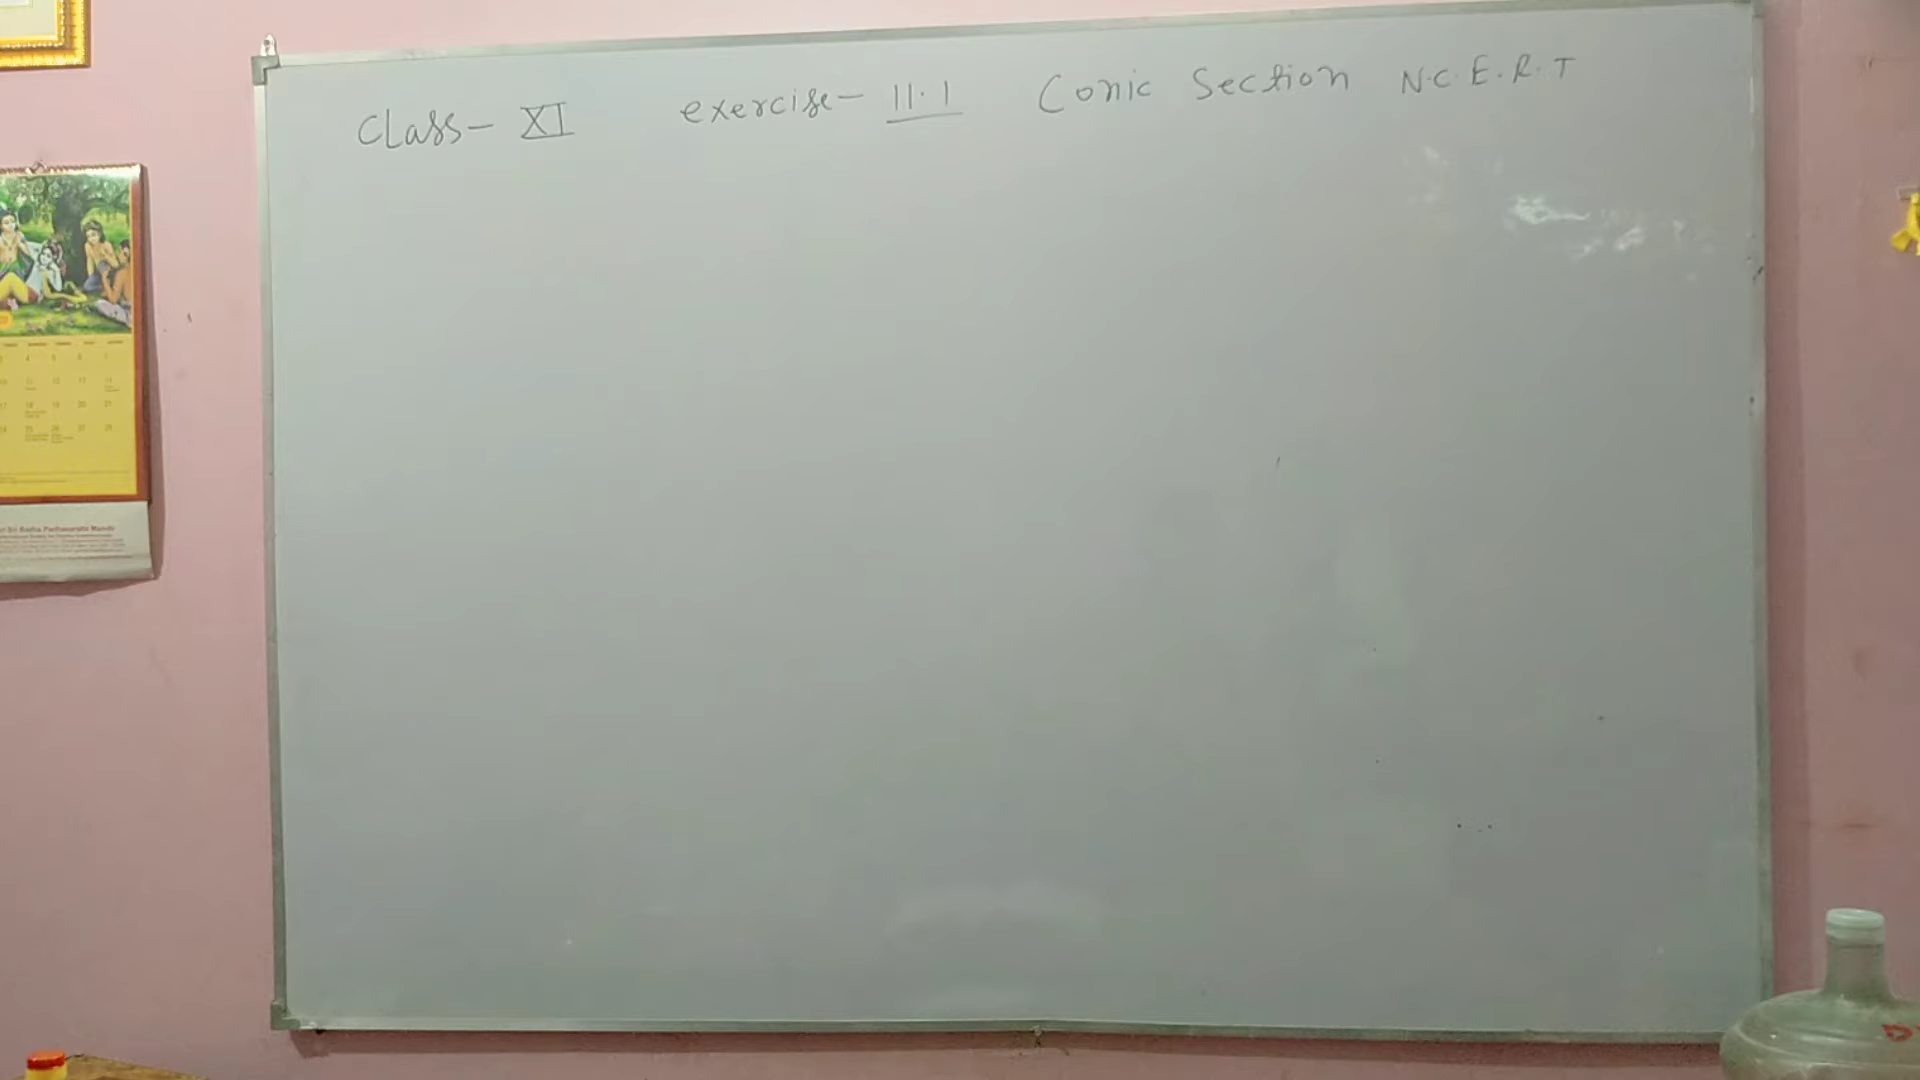 Class- XI exercise- 11.1 Conic Section N.C.E.R.T